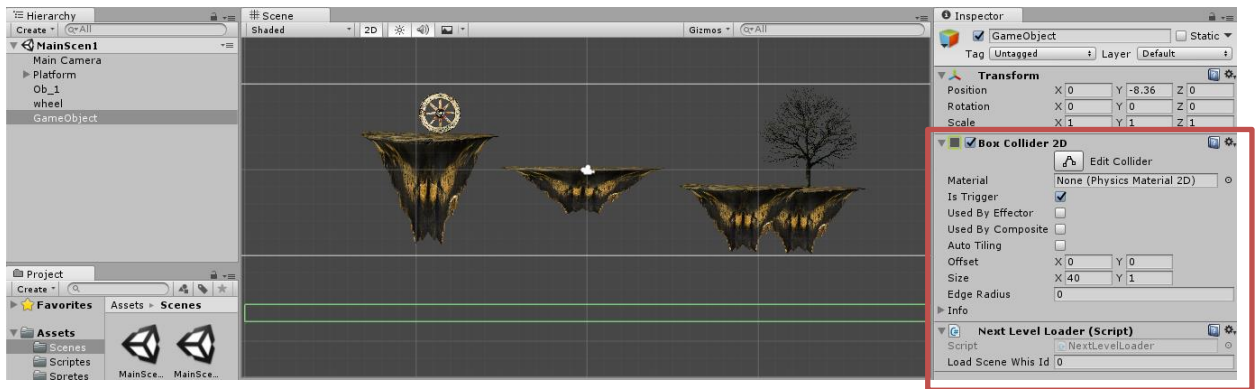 Hierarchy
Create
All
MainScen1
Main Camera
Platform
Ob_1
wheel
GameObject
Project
Create
Favorites
Assets
Scenes
Scriptes
Spretes
Assets ▸ Scenes
MainSce...
MainSce...
Scene
Shaded
2D
Gizmos
All
Inspector
GameObject
Static
Tag Untagged Layer Default
Transform
Position X 0 Y -8.36 Z 0
Rotation X 0 Y 0 Z 0
Scale X 1 Y 1 Z 1
Box Collider 2D
Edit Collider
Material None (Physics Material 2D)
Is Trigger
Used By Effector
Used By Composite
Auto Tiling
Offset X 0 Y 0
Size X 40 Y 1
Edge Radius 0
Info
Next Level Loader (Script)
Script NextLevelLoader
Load Scene Whis Id 0